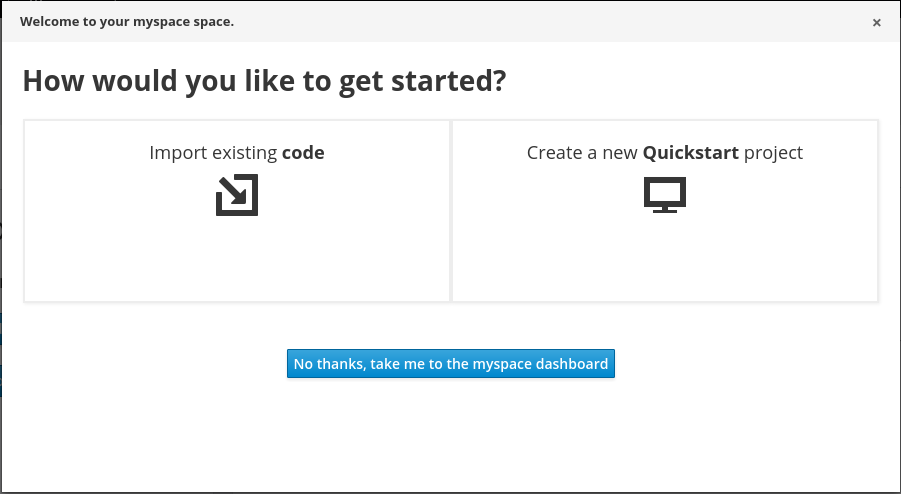 Welcome to your myspace space.
×
How would you like to get started?
Import existing code
Create a new Quickstart project
No thanks, take me to the myspace dashboard